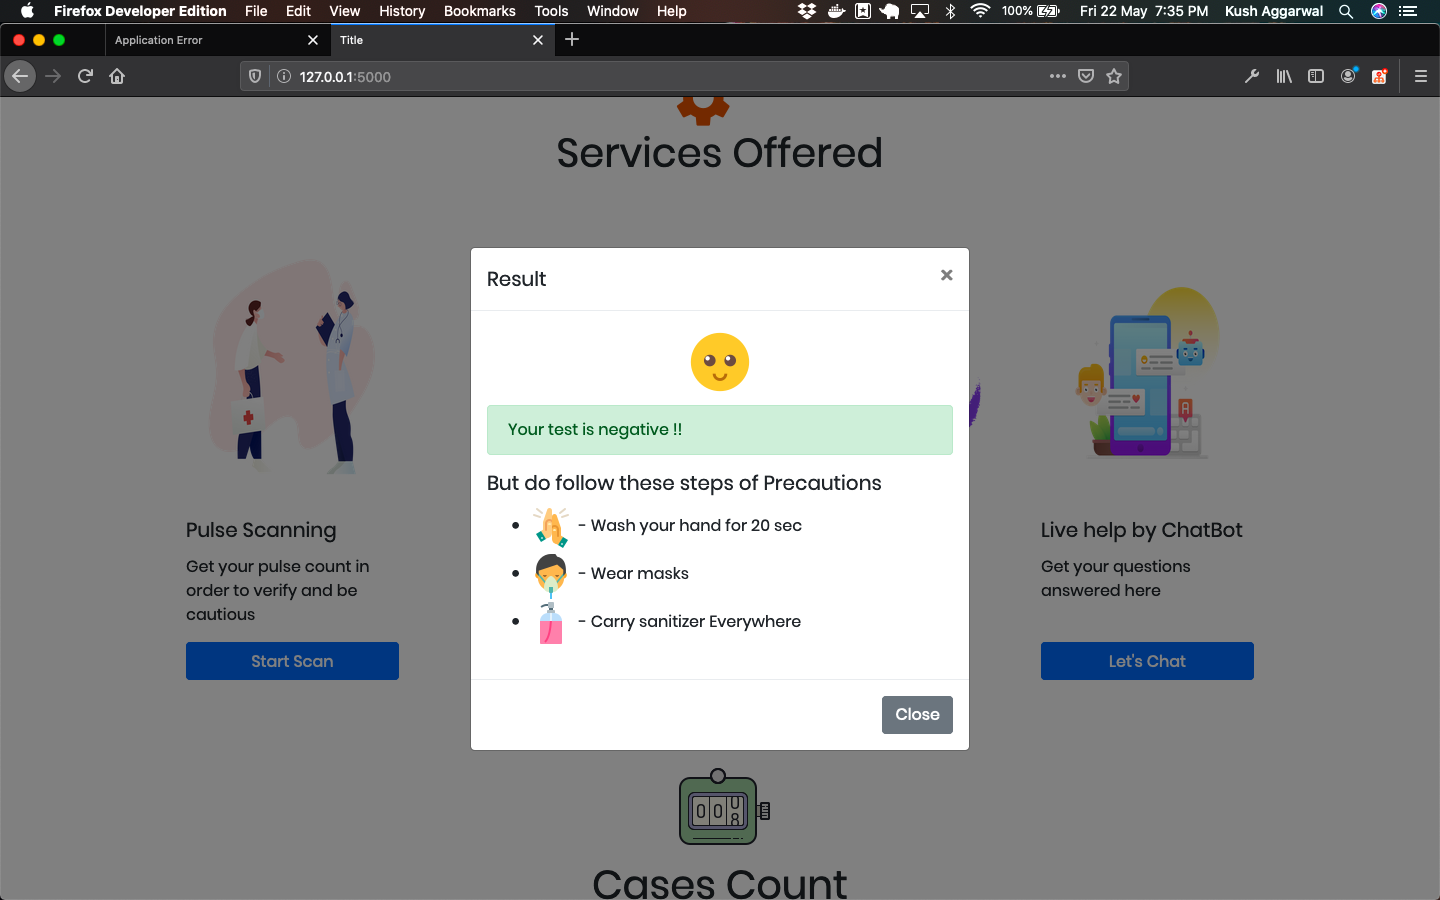 Firefox Developer Edition File Edit View History Bookmarks Tools Window Help 100% Fri 22 May 7:35 PM Kush Aggarwal
Application Error Title
127.0.0.1:5000
Services Offered
Result
Your test is negative !!
But do follow these steps of Precautions
- Wash your hand for 20 sec
- Wear masks
- Carry sanitizer Everywhere
Close
Pulse Scanning
Get your pulse count in
order to verify and be
cautious
Start Scan
A
Live help by ChatBot
Get your questions
answered here
Let's Chat
0 0 0
8
Cases Count